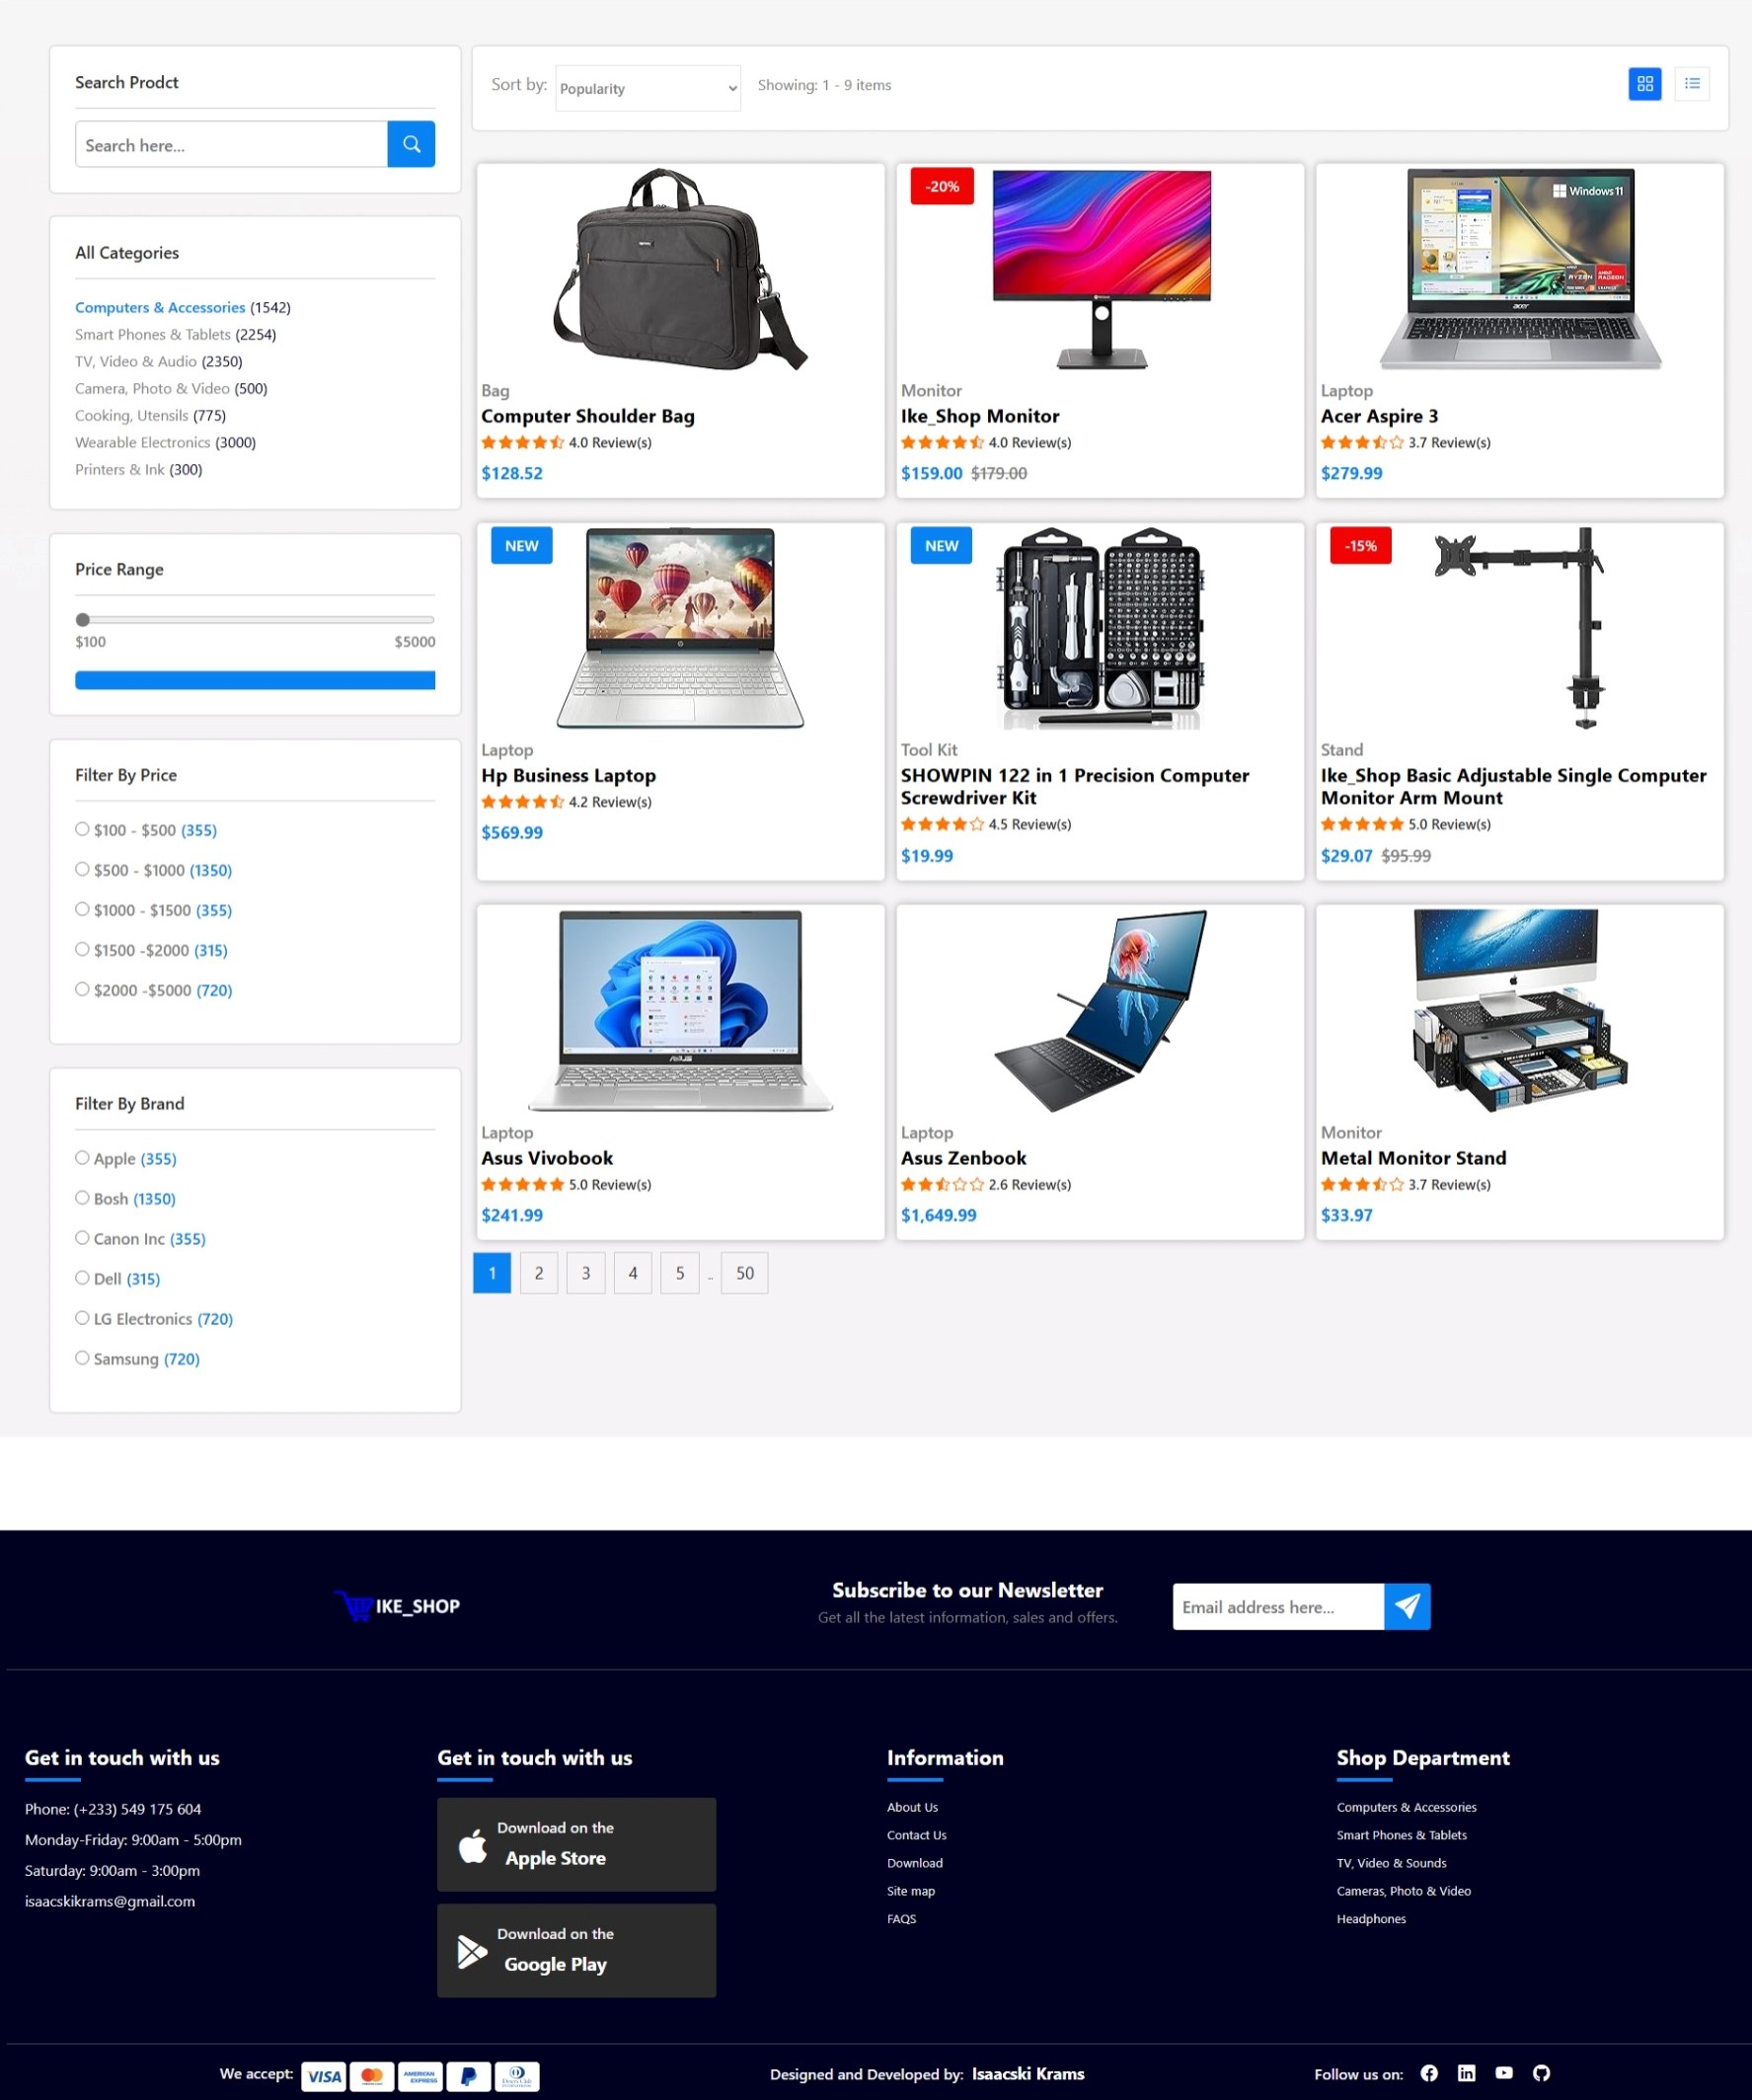 Search Prodct
Search here...
All Categories
Computers & Accessories (1542)
Smart Phones & Tablets (2254)
TV, Video & Audio (2350)
Camera, Photo & Video (500)
Cooking, Utensils (775)
Wearable Electronics (3000)
Printers & Ink (300)
Price Range
$100 $5000
Filter By Price
$100 - $500 (355)
$500 - $1000 (1350)
$1000 - $1500 (355)
$1500 -$2000 (315)
$2000 -$5000 (720)
Filter By Brand
Apple (355)
Bosh (1350)
Canon Inc (355)
Dell (315)
LG Electronics (720)
Samsung (720)
Sort by: Popularity Showing: 1 - 9 items
Bag
Computer Shoulder Bag
4.0 Review(s)
$128.52
-20%
Monitor
Ike_Shop Monitor
4.0 Review(s)
$159.00 $179.00
Windows 11
RYZEN
AMD RADEON
acer
Laptop
Acer Aspire 3
3.7 Review(s)
$279.99
NEW
hp
Laptop
Hp Business Laptop
4.2 Review(s)
$569.99
NEW
Tool Kit
SHOWPIN 122 in 1 Precision Computer
Screwdriver Kit
4.5 Review(s)
$19.99
-15%
Stand
Ike_Shop Basic Adjustable Single Computer
Monitor Arm Mount
5.0 Review(s)
$29.07 $95.99
ASUS
Laptop
Asus Vivobook
5.0 Review(s)
$241.99
Laptop
Asus Zenbook
2.6 Review(s)
$1,649.99
Monitor
Metal Monitor Stand
3.7 Review(s)
$33.97
1 2 3 4 5 .. 50
IKE_SHOP
Subscribe to our Newsletter
Get all the latest information, sales and offers.
Email address here...
Get in touch with us
Phone: (+233) 549 175 604
Monday-Friday: 9:00am - 5:00pm
Saturday: 9:00am - 3:00pm
isaacskikrams@gmail.com
Get in touch with us
Download on the
Apple Store
Download on the
Google Play
Information
About Us
Contact Us
Download
Site map
FAQS
Shop Department
Computers & Accessories
Smart Phones & Tablets
TV, Video & Sounds
Cameras, Photo & Video
Headphones
We accept: VISA AMERICAN EXPRESS Diners Club
Designed and Developed by: Isaacski Krams
Follow us on: